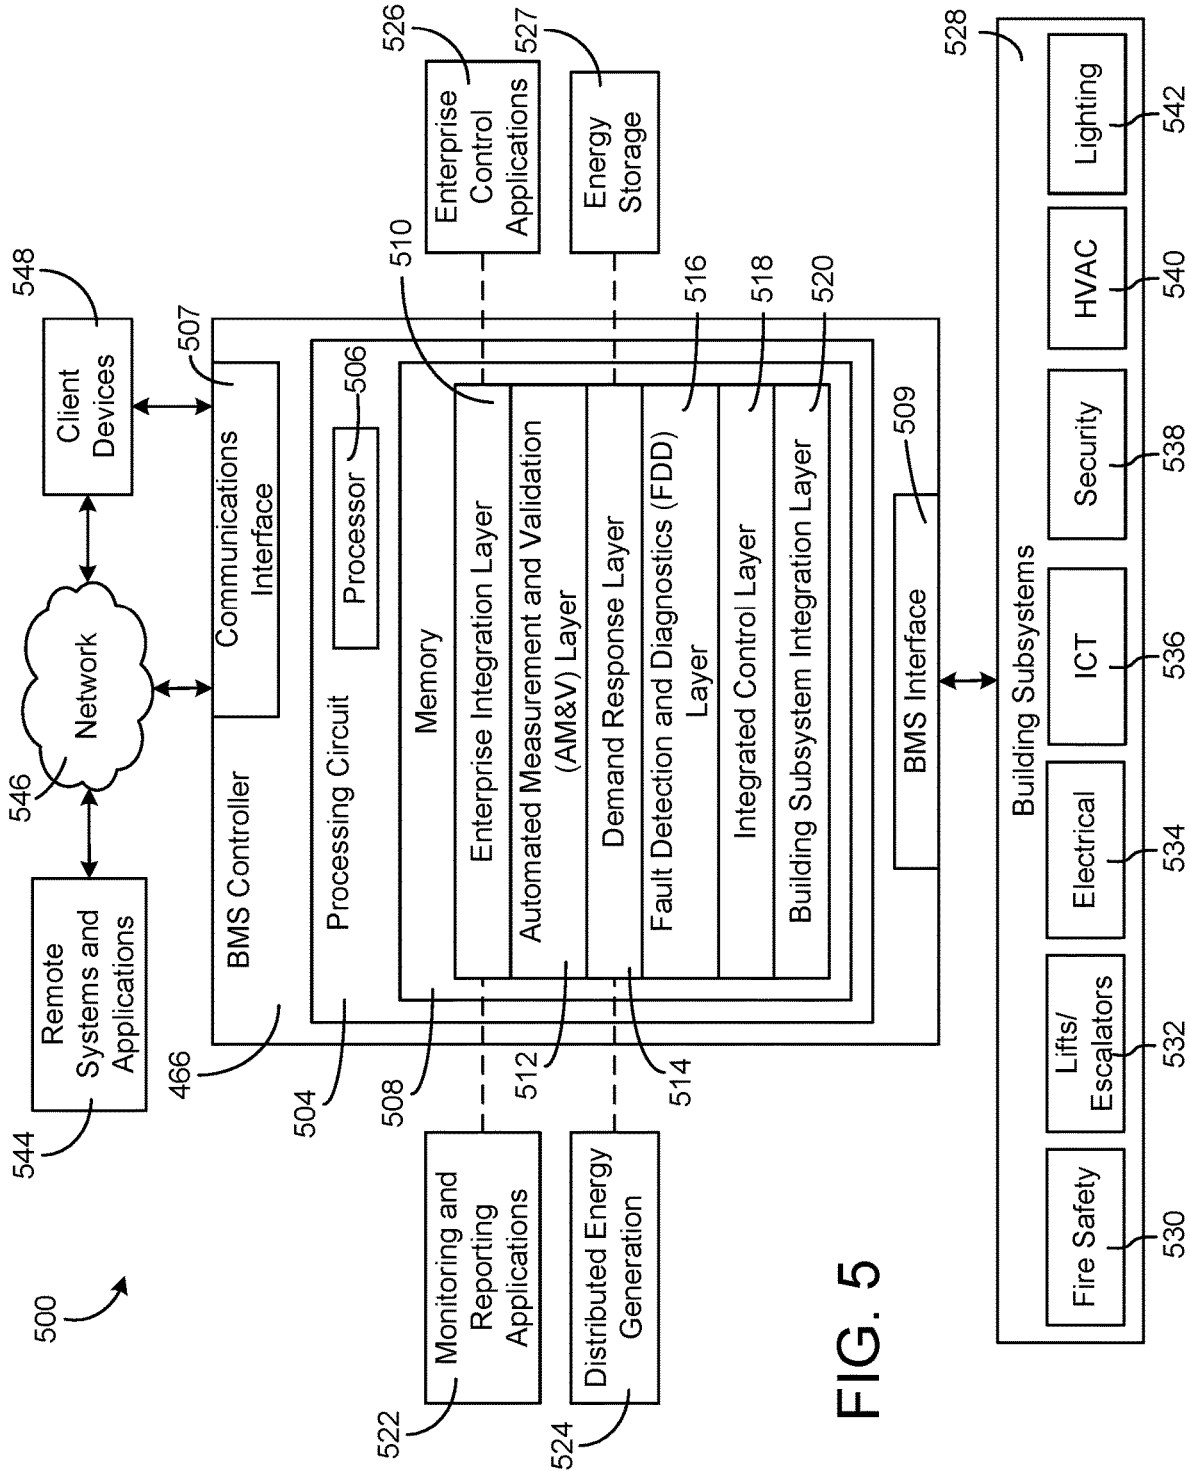 500
544
Remote
Systems and
Applications
546
Network
Client
Devices
548
466
BMS Controller
Communications
Interface
507
504
Processing Circuit
Processor
506
508
Memory
510
Enterprise Integration Layer
Automated Measurement and Validation
(AM&V) Layer
512
Demand Response Layer
514
Fault Detection and Diagnostics (FDD)
Layer
516
Integrated Control Layer
518
Building Subsystem Integration Layer
520
522
Monitoring and
Reporting
Applications
524
Distributed Energy
Generation
526
Enterprise
Control
Applications
527
Energy
Storage
BMS Interface
509
Building Subsystems
528
Fire Safety
530
Lifts/
Escalators
532
Electrical
534
ICT
536
Security
538
HVAC
540
Lighting
542
FIG. 5